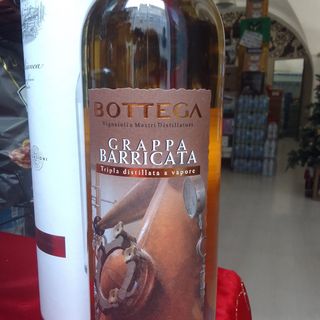 BOTTEGA
Vignaioli Mastri Distillatori
GRAPPA
BARRICATA
Tripla distillata a vapore